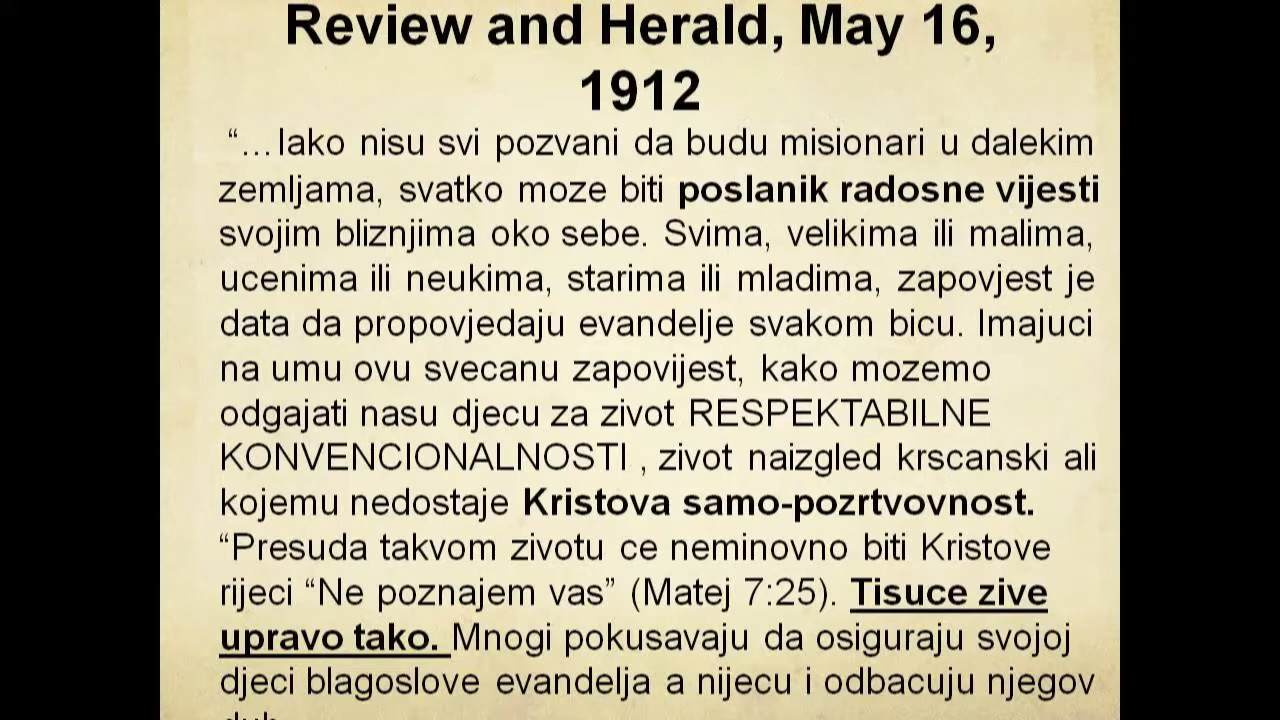 Review and Herald, May 16,
1912
“…Iako nisu svi pozvani da budu misionari u dalekim
zemljama, svatko moze biti poslanik radosne vijesti
svojim bliznjima oko sebe. Svima, velikima ili malima,
ucenima ili neukima, starima ili mladima, zapovjest je
data da propovjedaju evandelje svakom bicu. Imajuci
na umu ovu svecanu zapovijest, kako mozemo
odgajati nasu djecu za zivot RESPEKTABILNE
KONVENCIONALNOSTI , zivot naizgled krscanski ali
kojemu nedostaje Kristova samo-pozrtvovnost.
“Presuda takvom zivotu ce neminovno biti Kristove
rijeci “Ne poznajem vas” (Matej 7:25). Tisuce zive
upravo tako. Mnogi pokusavaju da osiguraju svojoj
djeci blagoslove evandelja a nijecu i odbacuju njegov